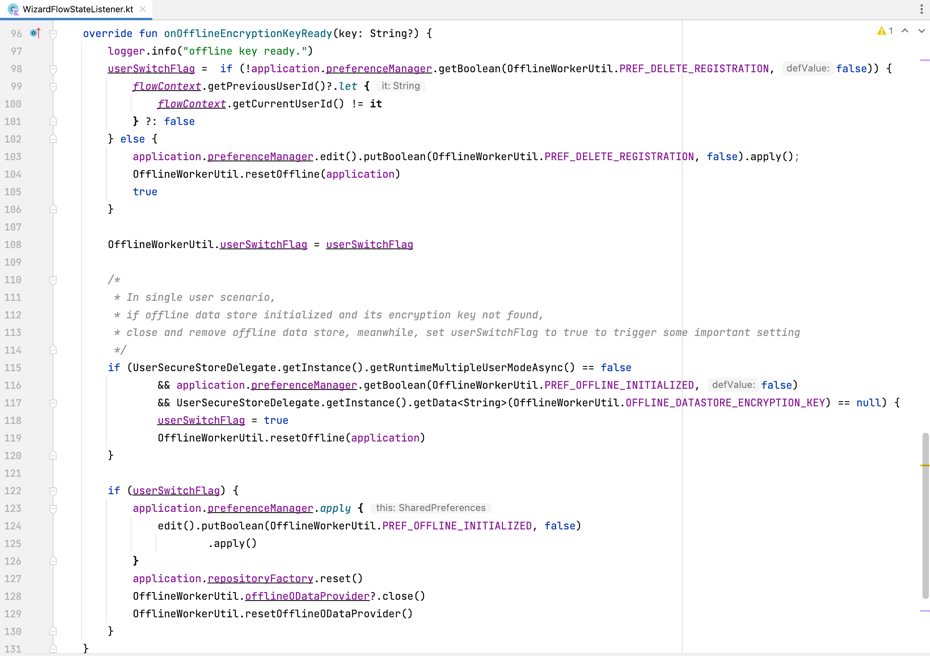 WizardFlowStateListener.kt
96 override fun onOfflineEncryptionKeyReady(key: String?) {
1
97 logger.info("offline key ready.")
98 userSwitchFlag = if (!application.preferenceManager.getBoolean(OfflineWorkerUtil.PREF_DELETE_REGISTRATION, defValue: false)) {
99 flowContext.getPreviousUserId()?.let { it: String
100 flowContext.getCurrentUserId() != it
101 } ?: false
102 } else {
103 application.preferenceManager.edit().putBoolean(OfflineWorkerUtil.PREF_DELETE_REGISTRATION, false).apply();
104 OfflineWorkerUtil.resetOffline(application)
105 true
106 }
107
108 OfflineWorkerUtil.userSwitchFlag = userSwitchFlag
109
110 /*
111 * In single user scenario,
112 * if offline data store initialized and its encryption key not found,
113 * close and remove offline data store, meanwhile, set userSwitchFlag to true to trigger some important setting
114 */
115 if (UserSecureStoreDelegate.getInstance().getRuntimeMultipleUserModeAsync() == false
116 && application.preferenceManager.getBoolean(OfflineWorkerUtil.PREF_OFFLINE_INITIALIZED, defValue: false)
117 && UserSecureStoreDelegate.getInstance().getData<String>(OfflineWorkerUtil.OFFLINE_DATASTORE_ENCRYPTION_KEY) == null) {
118 userSwitchFlag = true
119 OfflineWorkerUtil.resetOffline(application)
120 }
121
122 if (userSwitchFlag) {
123 application.preferenceManager.apply { this: SharedPreferences
124 edit().putBoolean(OfflineWorkerUtil.PREF_OFFLINE_INITIALIZED, false)
125 .apply()
126 }
127 application.repositoryFactory.reset()
128 OfflineWorkerUtil.offlineODataProvider?.close()
129 OfflineWorkerUtil.resetOfflineODataProvider()
130 }
131 }